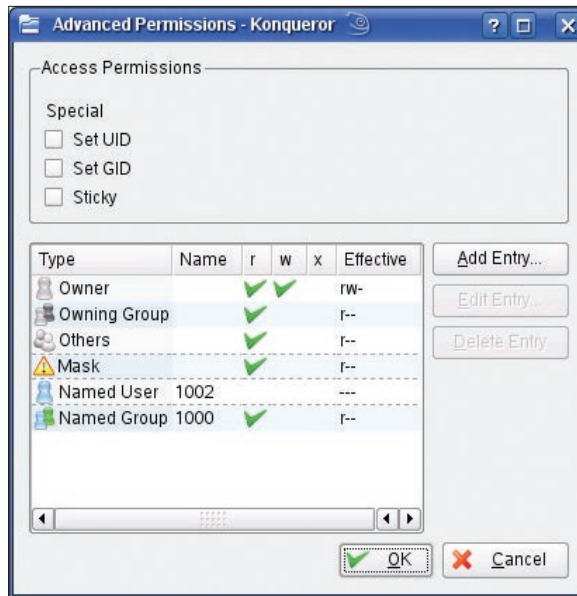 Advanced Permissions - Konqueror
Access Permissions
Special
Set UID
Set GID
Sticky
Type Name r w x Effective
Owner rw-
Owning Group r--
Others r--
Mask r--
Named User 1002 ---
Named Group 1000 r--
Add Entry...
Edit Entry...
Delete Entry
OK
Cancel